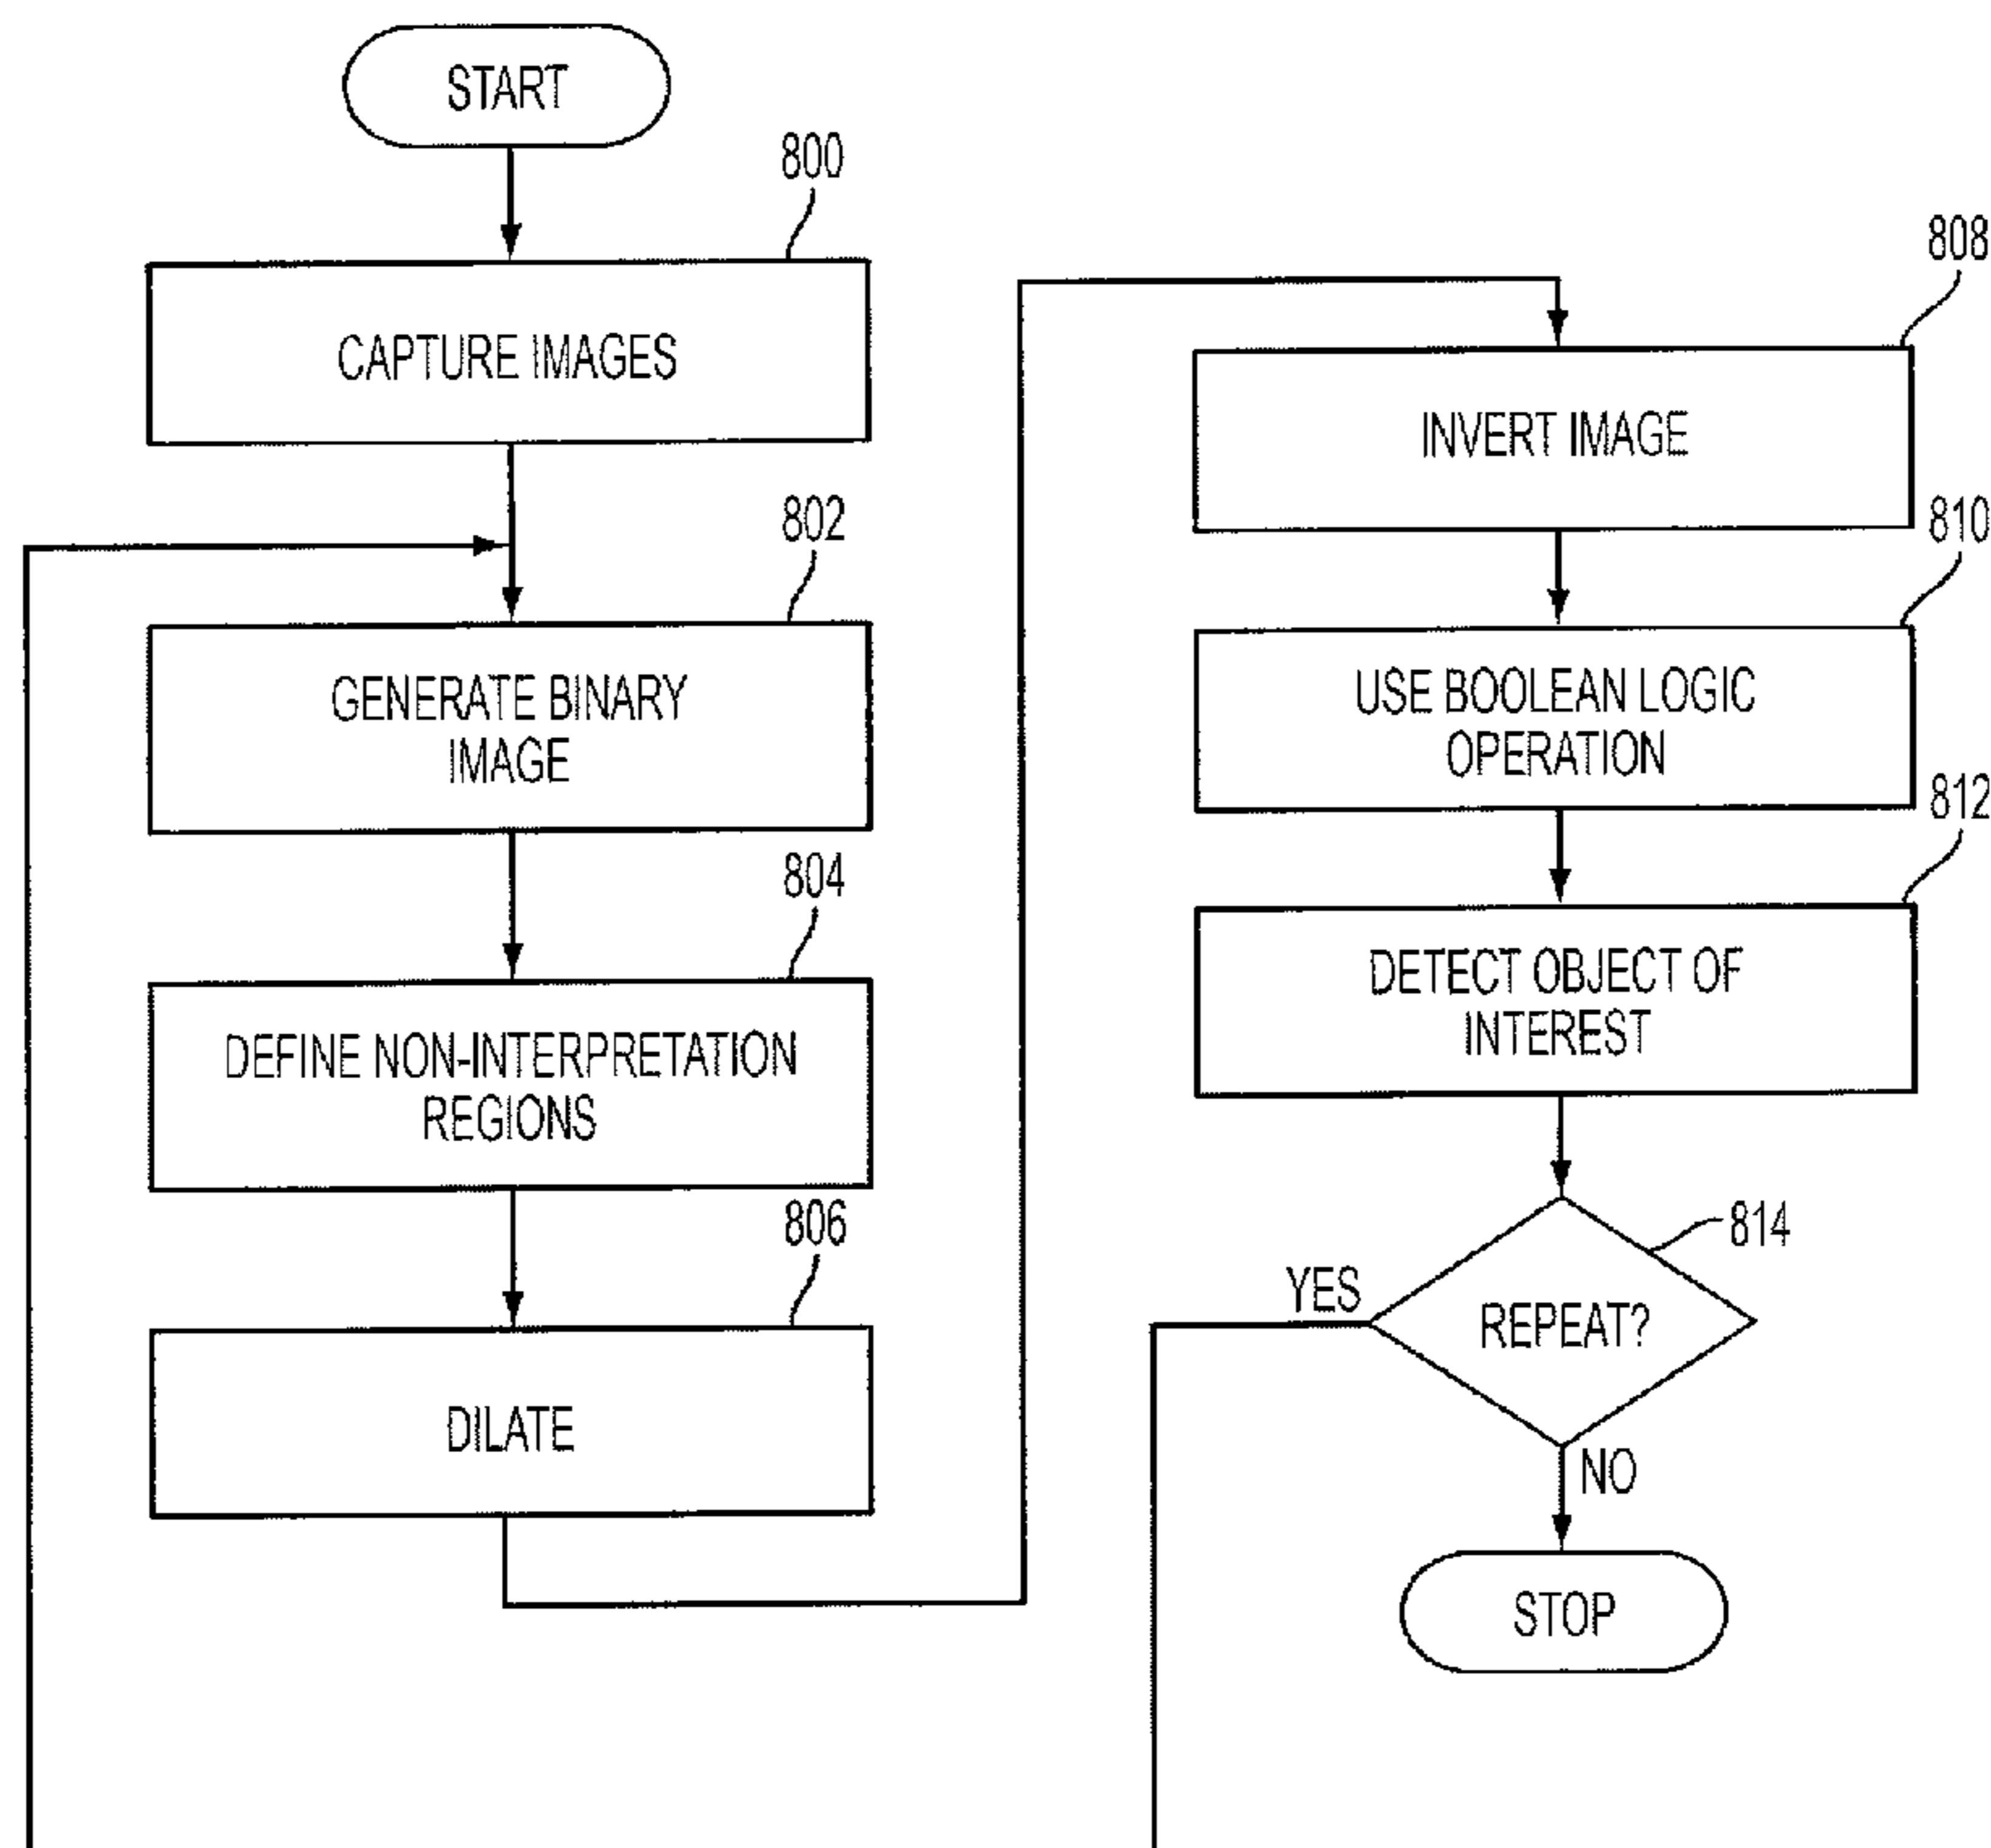 START
800
CAPTURE IMAGES
802
GENERATE BINARY
IMAGE
804
DEFINE NON-INTERPRETATION
REGIONS
806
DILATE
808
INVERT IMAGE
810
USE BOOLEAN LOGIC
OPERATION
812
DETECT OBJECT OF
INTEREST
814
YES
REPEAT?
NO
STOP